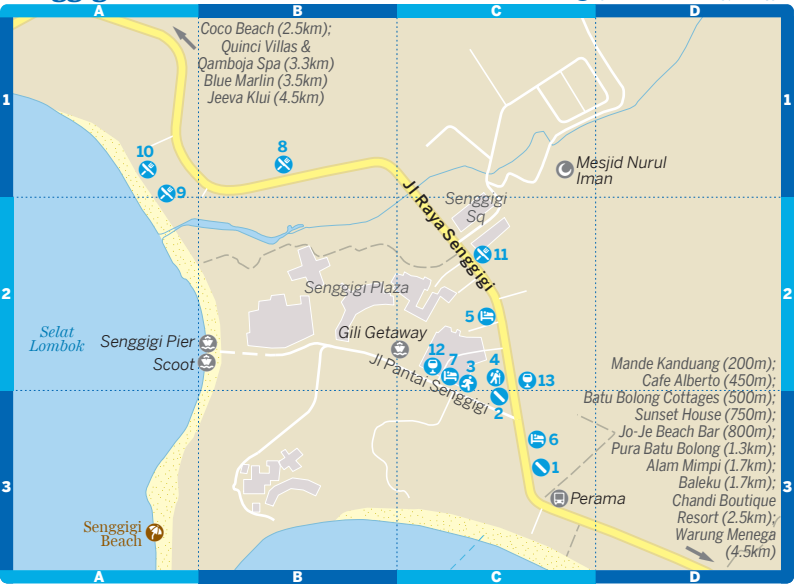 A
B
C
D
Coco Beach (2.5km);
Quinci Villas &
Qamboja Spa (3.3km)
Blue Marlin (3.5km)
Jeeva Klui (4.5km)
1
1
10
8
9
Mesjid Nurul
Iman
Jl Raya Senggigi
Senggigi
Sq
11
2
2
Senggigi Plaza
5
Selat
Lombok
Senggigi Pier
Scoot
Gili Getaway
12
7
3
4
13
Jl Pantai Senggigi
2
Mande Kanduang (200m);
Cafe Alberto (450m);
Batu Bolong Cottages (500m);
Sunset House (750m);
Jo-Je Beach Bar (800m);
Pura Batu Bolong (1.3km);
Alam Mimpi (1.7km);
Baleku (1.7km);
Chandi Boutique
Resort (2.5km);
Warung Menega
(4.5km)
6
1
3
3
Perama
Senggigi
Beach
A
B
C
D